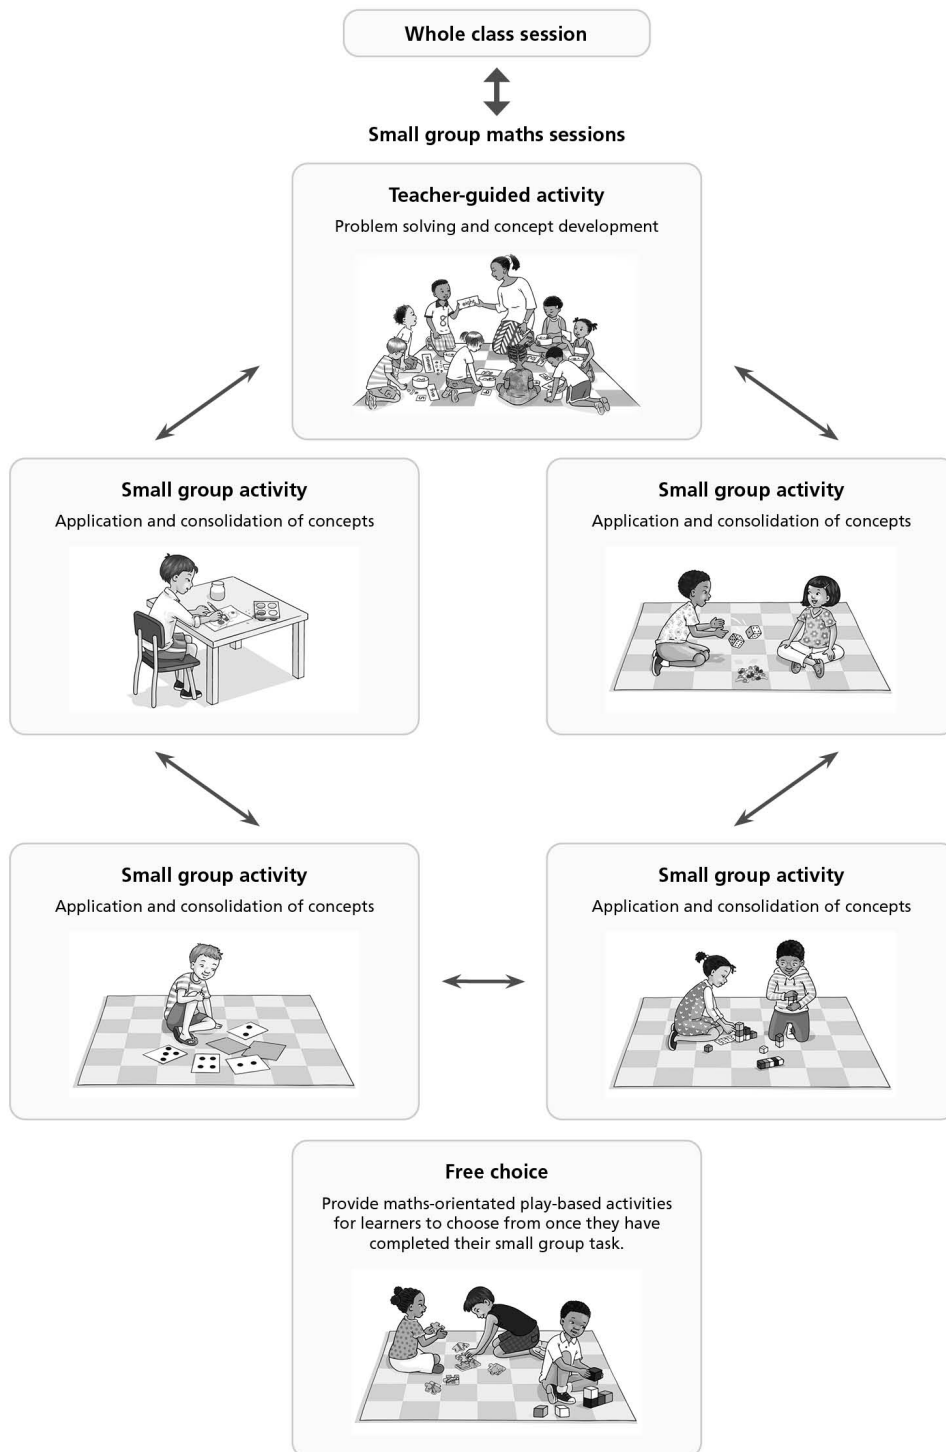 Whole class session
Small group maths sessions
Teacher-guided activity
Problem solving and concept development
Small group activity
Application and consolidation of concepts
Small group activity
Application and consolidation of concepts
Small group activity
Application and consolidation of concepts
Small group activity
Application and consolidation of concepts
Free choice
Provide maths-orientated play-based activities
for learners to choose from once they have
completed their small group task.